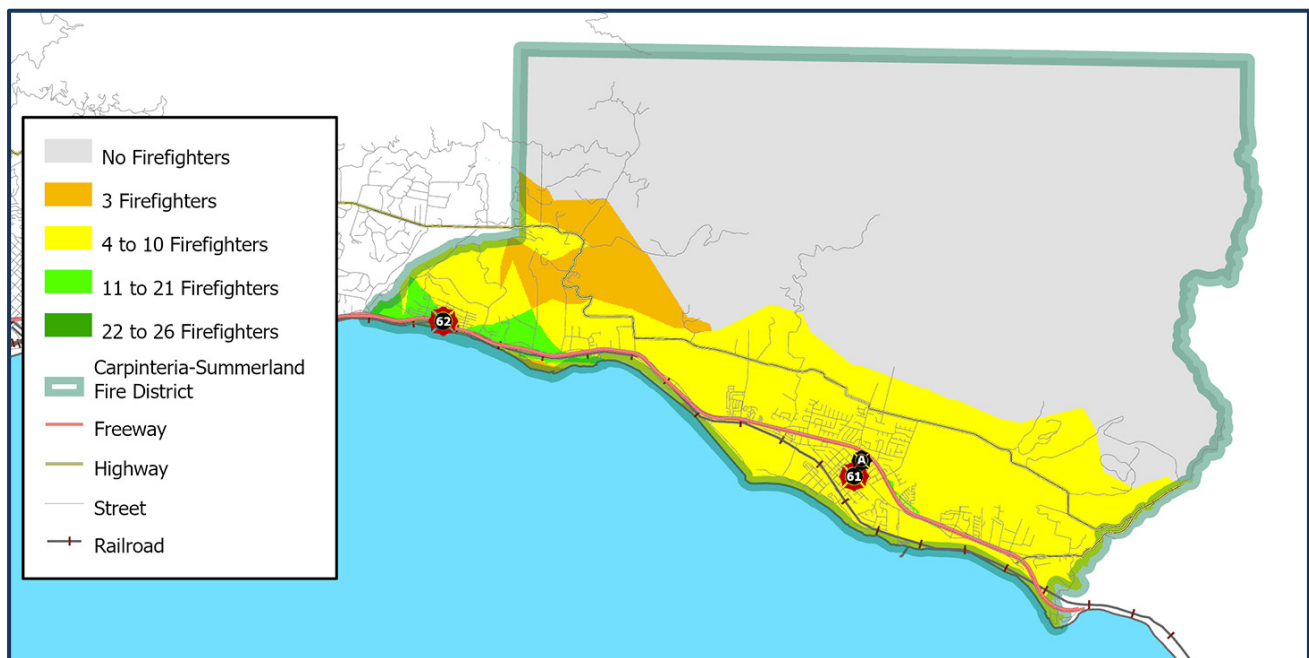 No Firefighters
3 Firefighters
4 to 10 Firefighters
11 to 21 Firefighters
22 to 26 Firefighters
Carpinteria-Summerland
Fire District
Freeway
Highway
Street
Railroad
62
A
61